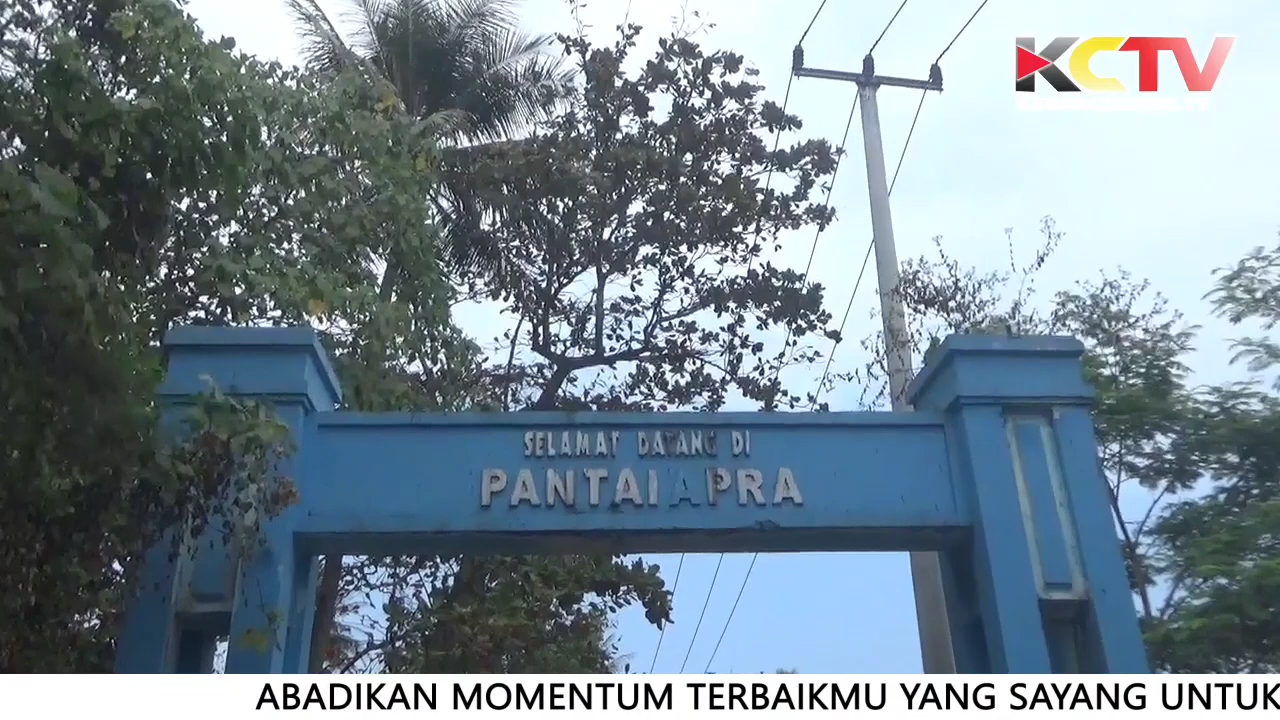 KCTV
SELAMAT DATANG DI
PANTAI APRA
ABADIKAN MOMENTUM TERBAIKMU YANG SAYANG UNTUK